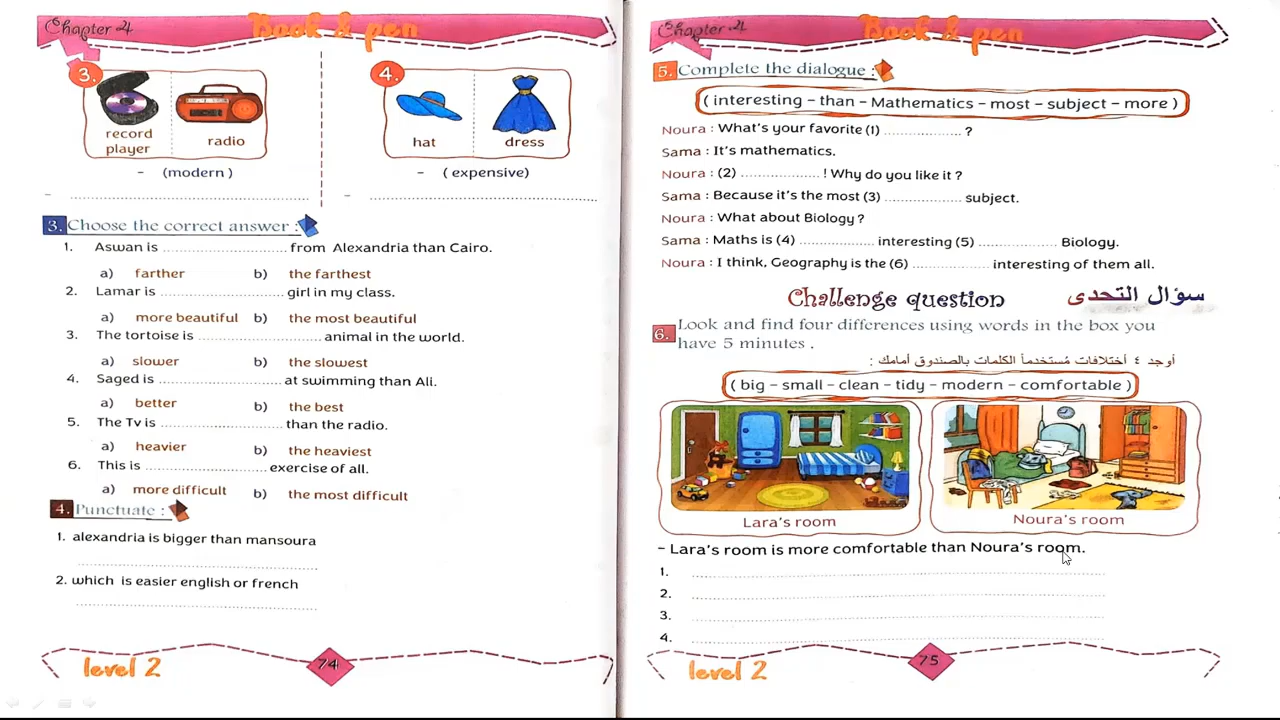 Chapter 4
Book & pen
3.
record
player
radio
- (modern )
-
4.
hat
dress
- ( expensive)
-
3. Choose the correct answer :
1. Aswan is .............................. from Alexandria than Cairo.
a) farther b) the farthest
2. Lamar is .............................. girl in my class.
a) more beautiful b) the most beautiful
3. The tortoise is .............................. animal in the world.
a) slower b) the slowest
4. Saged is .............................. at swimming than Ali.
a) better b) the best
5. The Tv is .............................. than the radio.
a) heavier b) the heaviest
6. This is .............................. exercise of all.
a) more difficult b) the most difficult
4. Punctuate :
1. alexandria is bigger than mansoura
2. which is easier english or french
level 2
74
Chapter 4
Book & pen
5. Complete the dialogue :
( interesting - than - Mathematics - most - subject - more )
Noura : What's your favorite (1) .................... ?
Sama : It's mathematics.
Noura : (2) .................... ! Why do you like it ?
Sama : Because it's the most (3) .................... subject.
Noura : What about Biology ?
Sama : Maths is (4) .................... interesting (5) .................... Biology.
Noura : I think, Geography is the (6) .................... interesting of them all.
Challenge question سؤال التحدى
6. Look and find four differences using words in the box you
have 5 minutes .
أوجد ٤ أختلافات مُستخدماً الكلمات بالصندوق أمامك :
( big - small - clean - tidy - modern - comfortable )
Lara's room
Noura's room
- Lara's room is more comfortable than Noura's room.
1.
2.
3.
4.
level 2
75